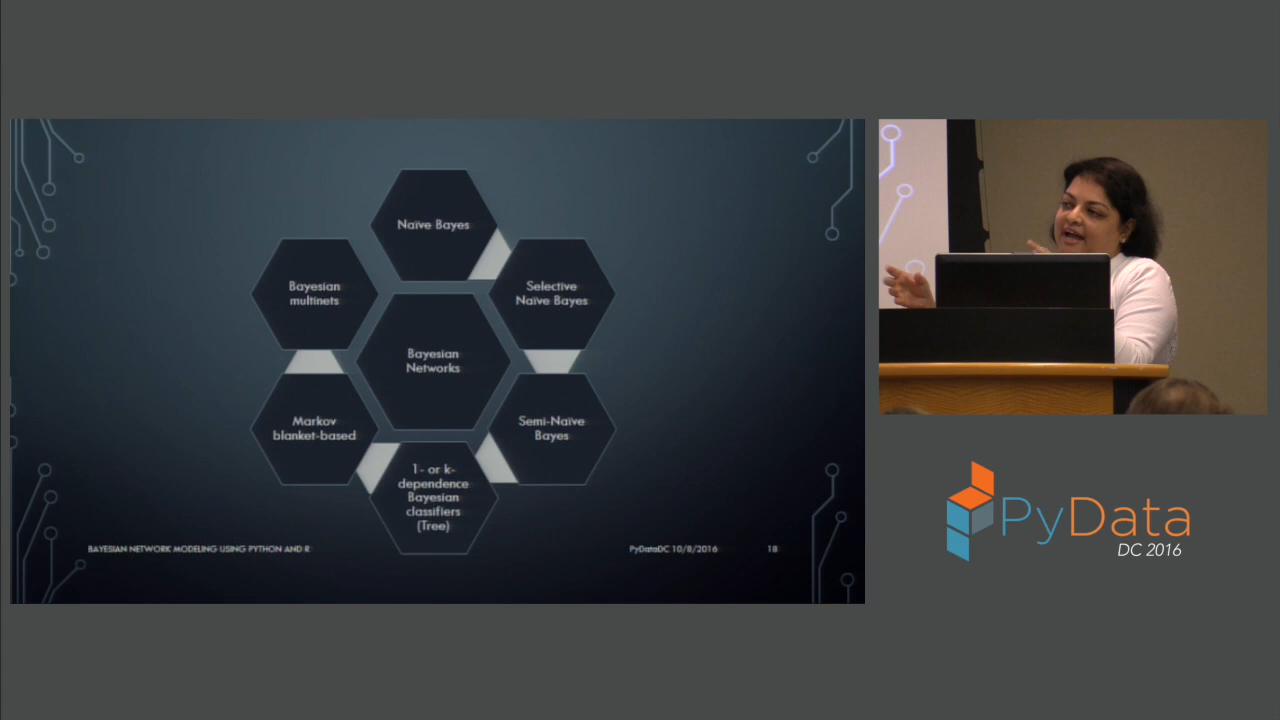 Naïve Bayes
Bayesian
multinets
Selective
Naïve Bayes
Bayesian
Networks
Markov
blanket-based
Semi-Naïve
Bayes
1- or k-
dependence
Bayesian
classifiers
(Tree)
BAYESIAN NETWORK MODELING USING PYTHON AND R
PyDataDC 10/8/2016
18
PyData
DC 2016